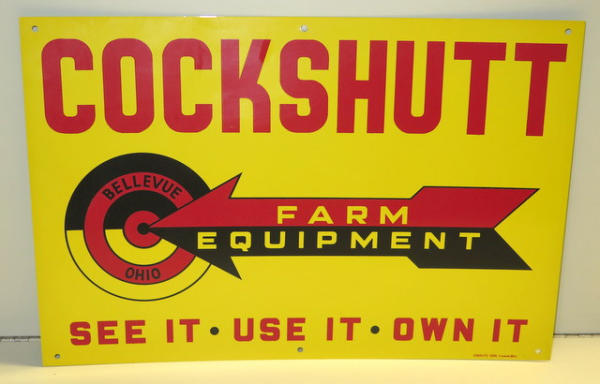 COCKSHUTT
BELLEVUE
FARM
EQUIPMENT
OHIO
SEE IT • USE IT • OWN IT